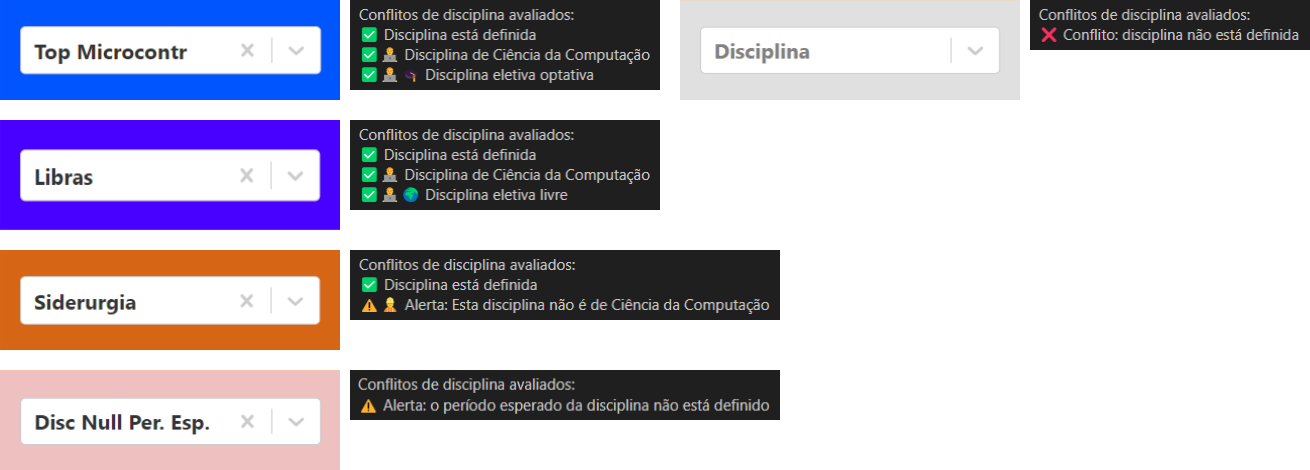 Top Microcontr
Conflitos de disciplina avaliados:
✅ Disciplina está definida
✅ 🧑‍💻 Disciplina de Ciência da Computação
✅ 🧑‍💻 🎓 Disciplina eletiva optativa
Disciplina
Conflitos de disciplina avaliados:
❌ Conflito: disciplina não está definida
Libras
Conflitos de disciplina avaliados:
✅ Disciplina está definida
✅ 🧑‍💻 Disciplina de Ciência da Computação
✅ 🧑‍💻 🌍 Disciplina eletiva livre
Siderurgia
Conflitos de disciplina avaliados:
✅ Disciplina está definida
⚠️ 👷 Alerta: Esta disciplina não é de Ciência da Computação
Disc Null Per. Esp.
Conflitos de disciplina avaliados:
⚠️ Alerta: o período esperado da disciplina não está definido